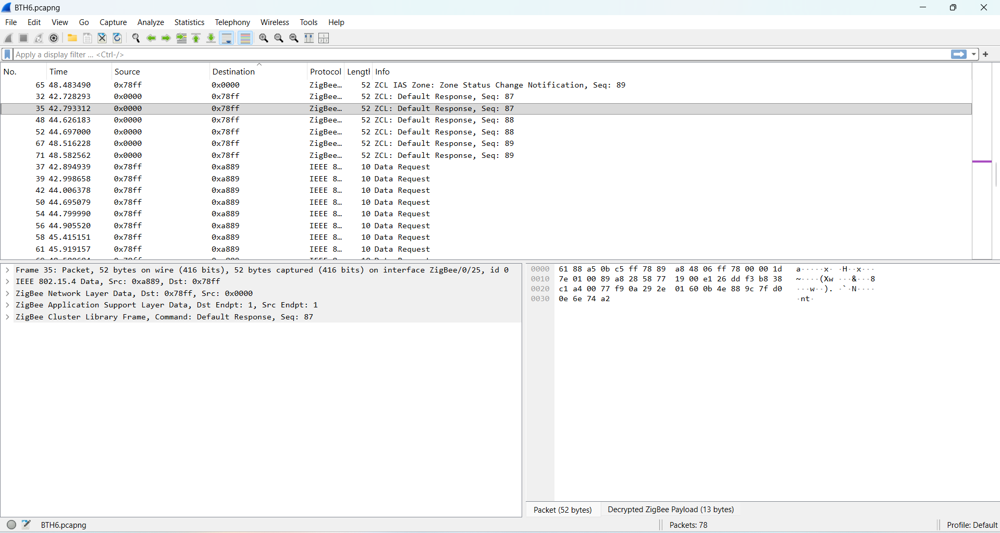 BTH6.pcapng
File Edit View Go Capture Analyze Statistics Telephony Wireless Tools Help
Apply a display filter ... <Ctrl-/>
No. Time Source Destination Protocol Length Info
65 48.483490 0x78ff 0x0000 ZigBee… 52 ZCL IAS Zone: Zone Status Change Notification, Seq: 89
32 42.728293 0x0000 0x78ff ZigBee… 52 ZCL: Default Response, Seq: 87
35 42.793312 0x0000 0x78ff ZigBee… 52 ZCL: Default Response, Seq: 87
48 44.626183 0x0000 0x78ff ZigBee… 52 ZCL: Default Response, Seq: 88
52 44.697000 0x0000 0x78ff ZigBee… 52 ZCL: Default Response, Seq: 88
67 48.516228 0x0000 0x78ff ZigBee… 52 ZCL: Default Response, Seq: 89
71 48.582562 0x0000 0x78ff ZigBee… 52 ZCL: Default Response, Seq: 89
37 42.894939 0x78ff 0xa889 IEEE 8… 10 Data Request
39 42.998658 0x78ff 0xa889 IEEE 8… 10 Data Request
42 44.006378 0x78ff 0xa889 IEEE 8… 10 Data Request
50 44.695079 0x78ff 0xa889 IEEE 8… 10 Data Request
54 44.799990 0x78ff 0xa889 IEEE 8… 10 Data Request
56 44.905520 0x78ff 0xa889 IEEE 8… 10 Data Request
58 45.415151 0x78ff 0xa889 IEEE 8… 10 Data Request
61 45.919157 0x78ff 0xa889 IEEE 8… 10 Data Request
Frame 35: Packet, 52 bytes on wire (416 bits), 52 bytes captured (416 bits) on interface ZigBee/0/25, id 0
IEEE 802.15.4 Data, Src: 0xa889, Dst: 0x78ff
ZigBee Network Layer Data, Dst: 0x78ff, Src: 0x0000
ZigBee Application Support Layer Data, Dst Endpt: 1, Src Endpt: 1
ZigBee Cluster Library Frame, Command: Default Response, Seq: 87
0000 61 88 a5 0b c5 ff 78 89 a8 48 06 ff 78 00 00 1d a·····x· ·H··x···
0010 7e 01 00 89 a8 28 58 77 19 00 e1 26 dd f3 b8 38 ~····(Xw ···&···8
0020 c1 a4 00 77 f9 0a 29 2e 01 60 0b 4e 88 9c 7f d0 ···w··). ·`·N····
0030 0e 6e 74 a2 ·nt·
Packet (52 bytes) Decrypted ZigBee Payload (13 bytes)
BTH6.pcapng Packets: 78 Profile: Default